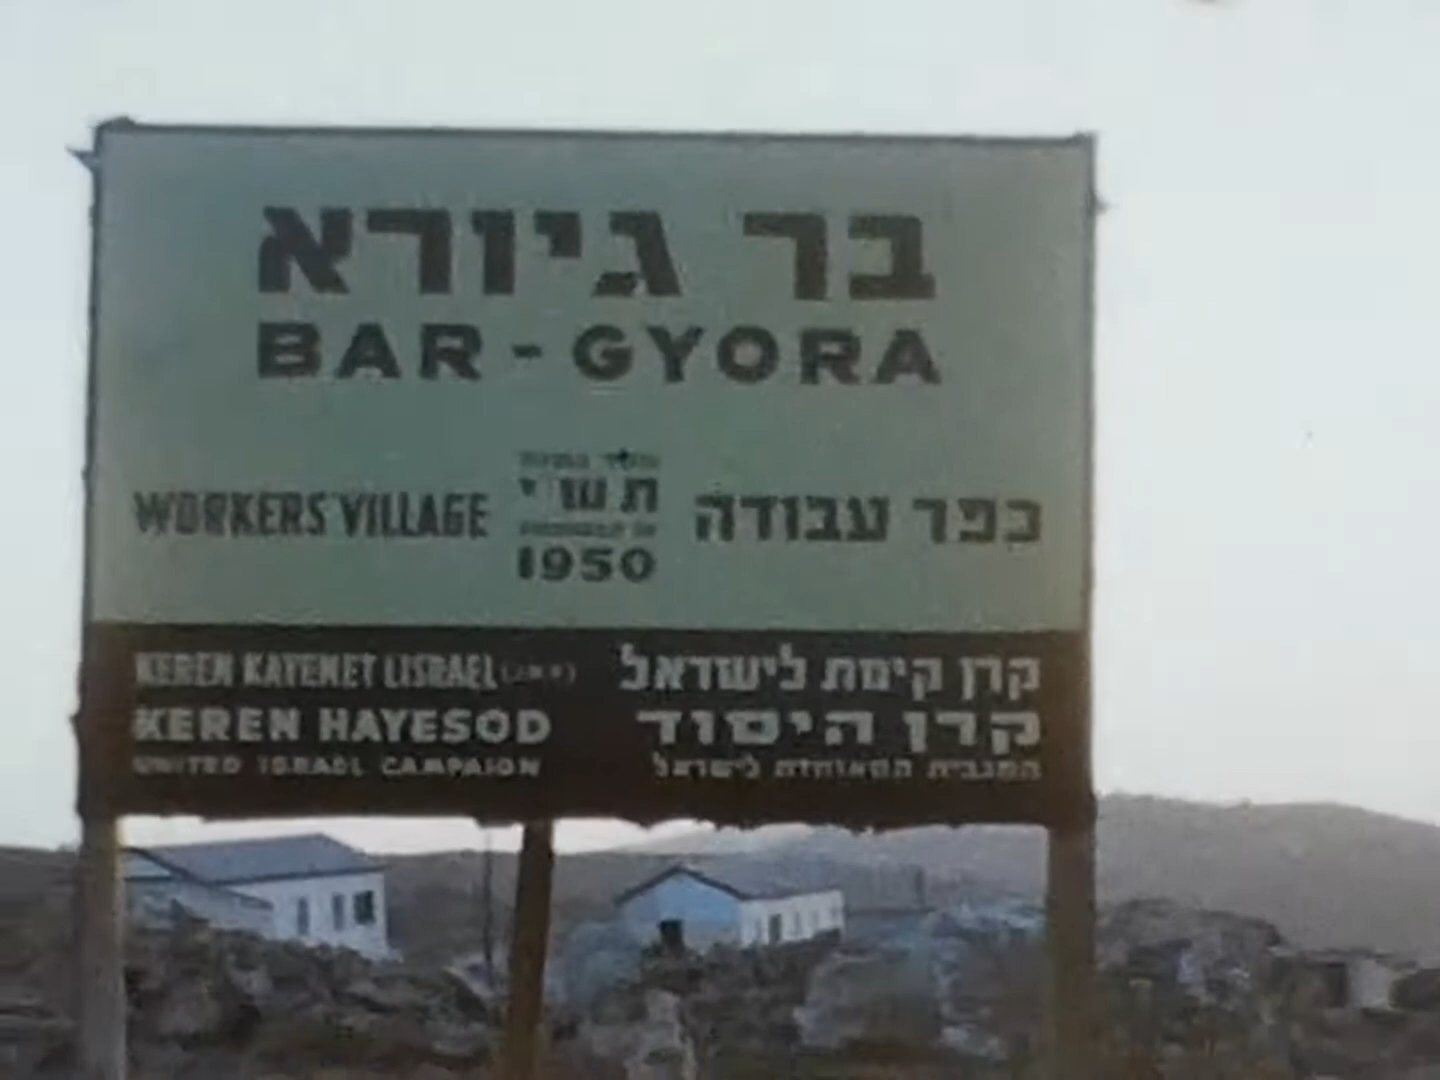 בר גיורא
BAR - GYORA
WORKERS' VILLAGE
תש"י
1950
כפר עבודה
קרן קימת לישראל
KEREN KAYEMET LISRAEL
קרן היסוד
KEREN HAYESOD
המגבית המאוחדת לישראל
UNITED ISRAEL CAMPAIGN